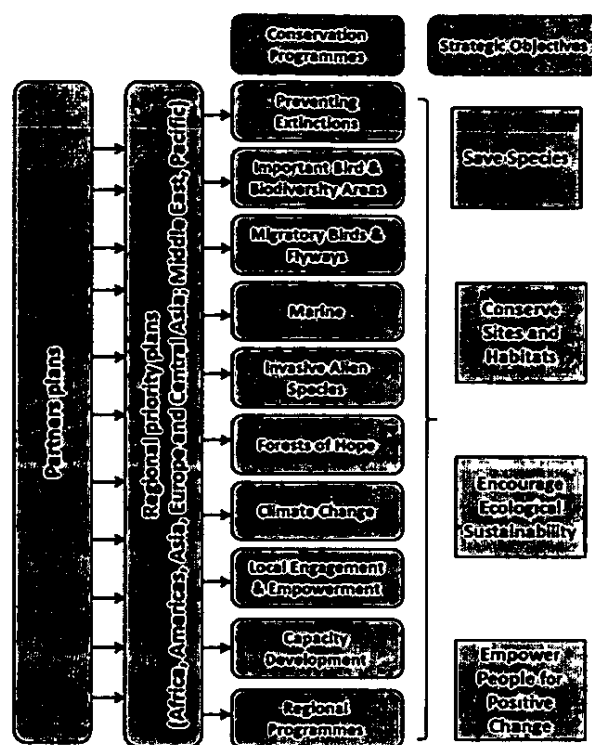 Conservation
Programmes
Strategic Objectives
Partners plans
Regional priority plans
(Africa, Americas, Asia, Europe and Central Asia; Middle East, Pacific)
Preventing
Extinctions
Important Bird &
Biodiversity Areas
Migratory Birds &
Flyways
Marine
Invasive Alien
Species
Forests of Hope
Climate Change
Local Engagement
& Empowerment
Capacity
Development
Regional
Programmes
Save Species
Conserve
Sites and
Habitats
Encourage
Ecological
Sustainability
Empower
People for
Positive
Change